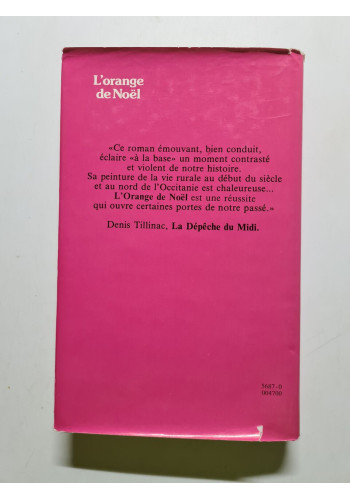 L'orange
de Noël
«Ce roman émouvant, bien conduit,
éclaire «à la base» un moment contrasté
et violent de notre histoire.
Sa peinture de la vie rurale au début du siècle
et au nord de l'Occitanie est chaleureuse...
L'Orange de Noël est une réussite
qui ouvre certaines portes de notre passé.»
Denis Tillinac, La Dépêche du Midi.
5687-0
004700